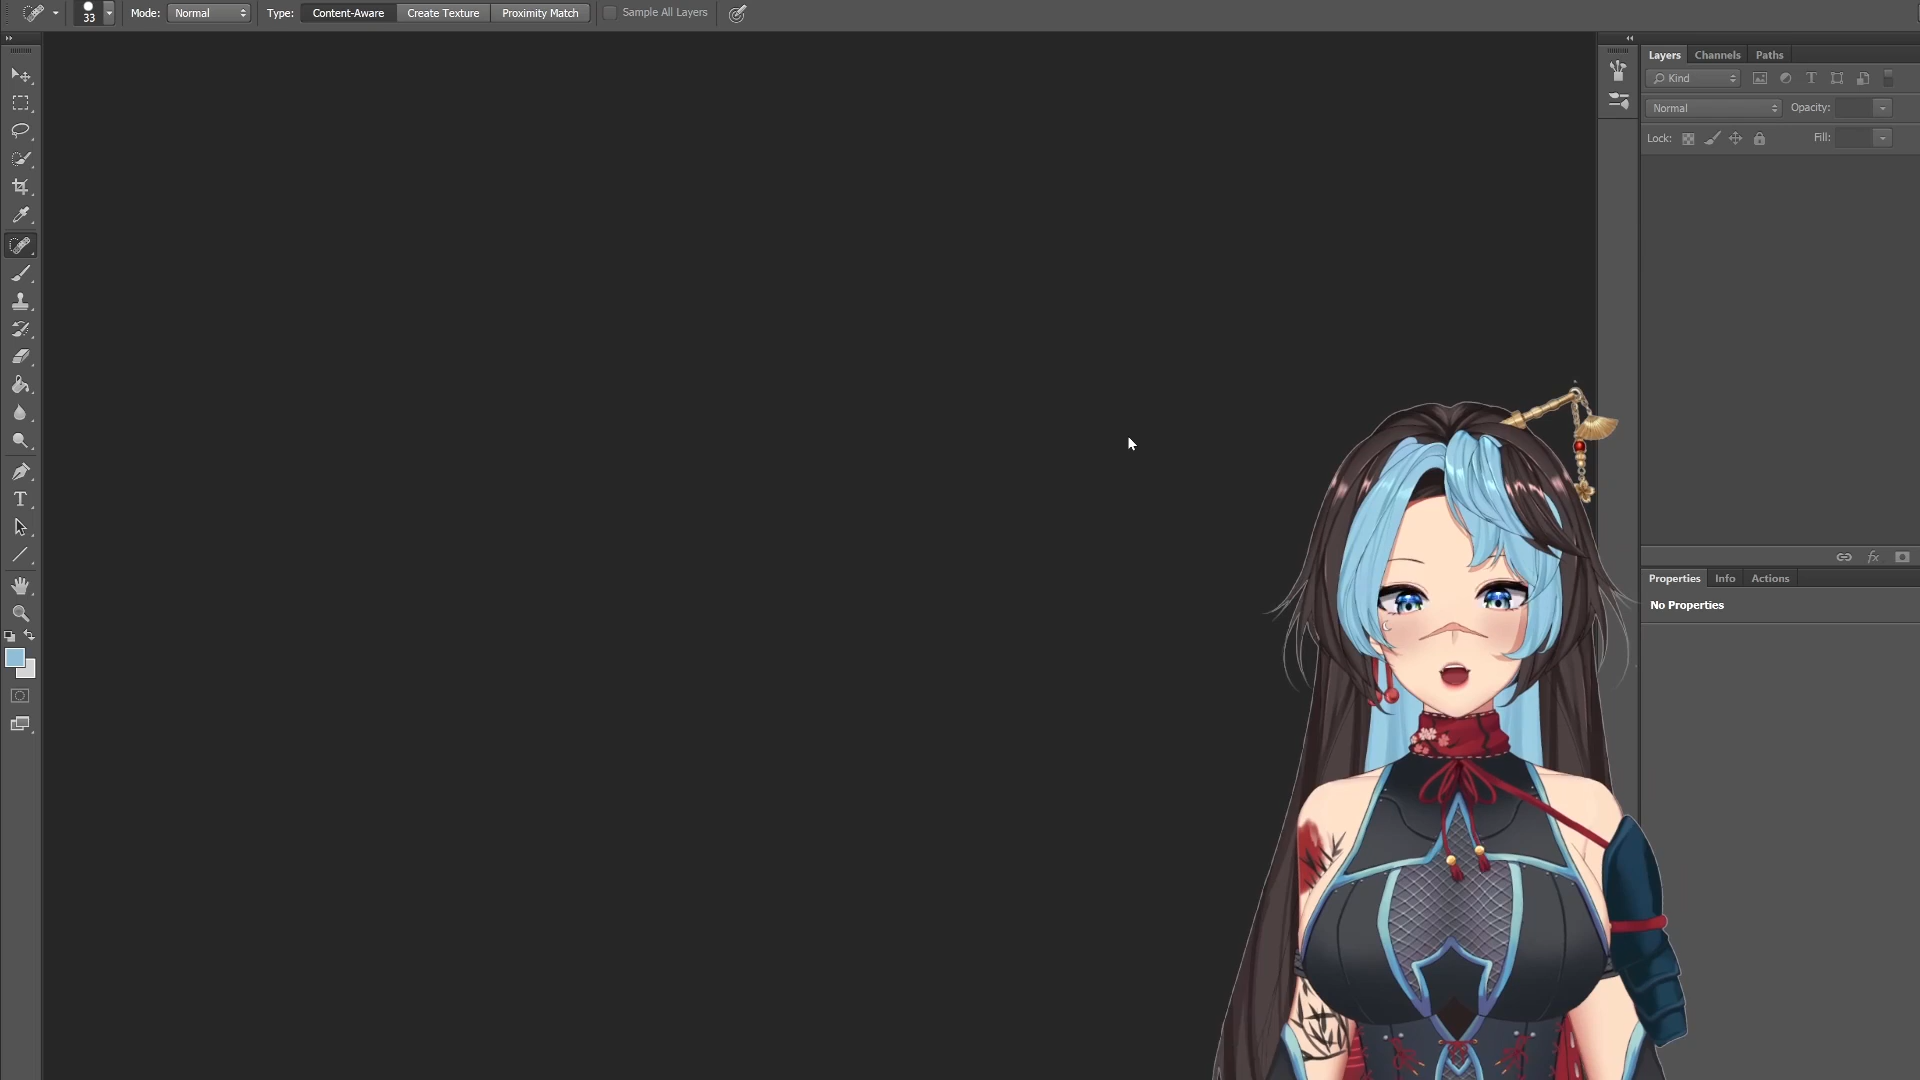 33 Mode: Normal Type: Content-Aware Create Texture Proximity Match Sample All Layers
Layers Channels Paths
Kind T
Normal Opacity:
Lock: Fill:
T
fx
Properties Info Actions
No Properties